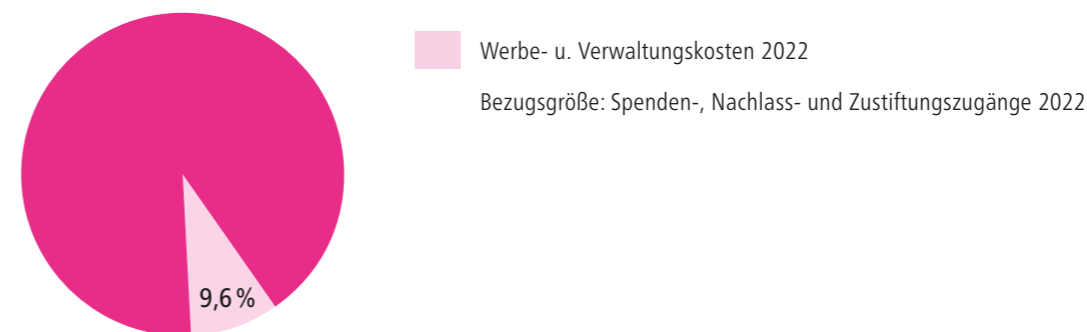 Werbe- u. Verwaltungskosten 2022
Bezugsgröße: Spenden-, Nachlass- und Zustiftungszugänge 2022
9,6 %